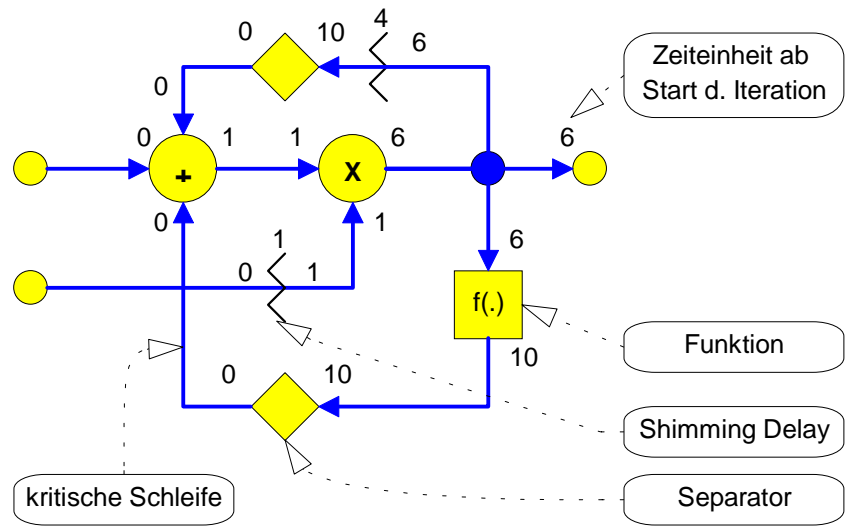 4
0 10 6
Zeiteinheit ab
Start d. Iteration
0
0 1 1 6 6
+ X
0 1
1
0 1
6
f(.)
Funktion
10
0 10
Shimming Delay
kritische Schleife
Separator